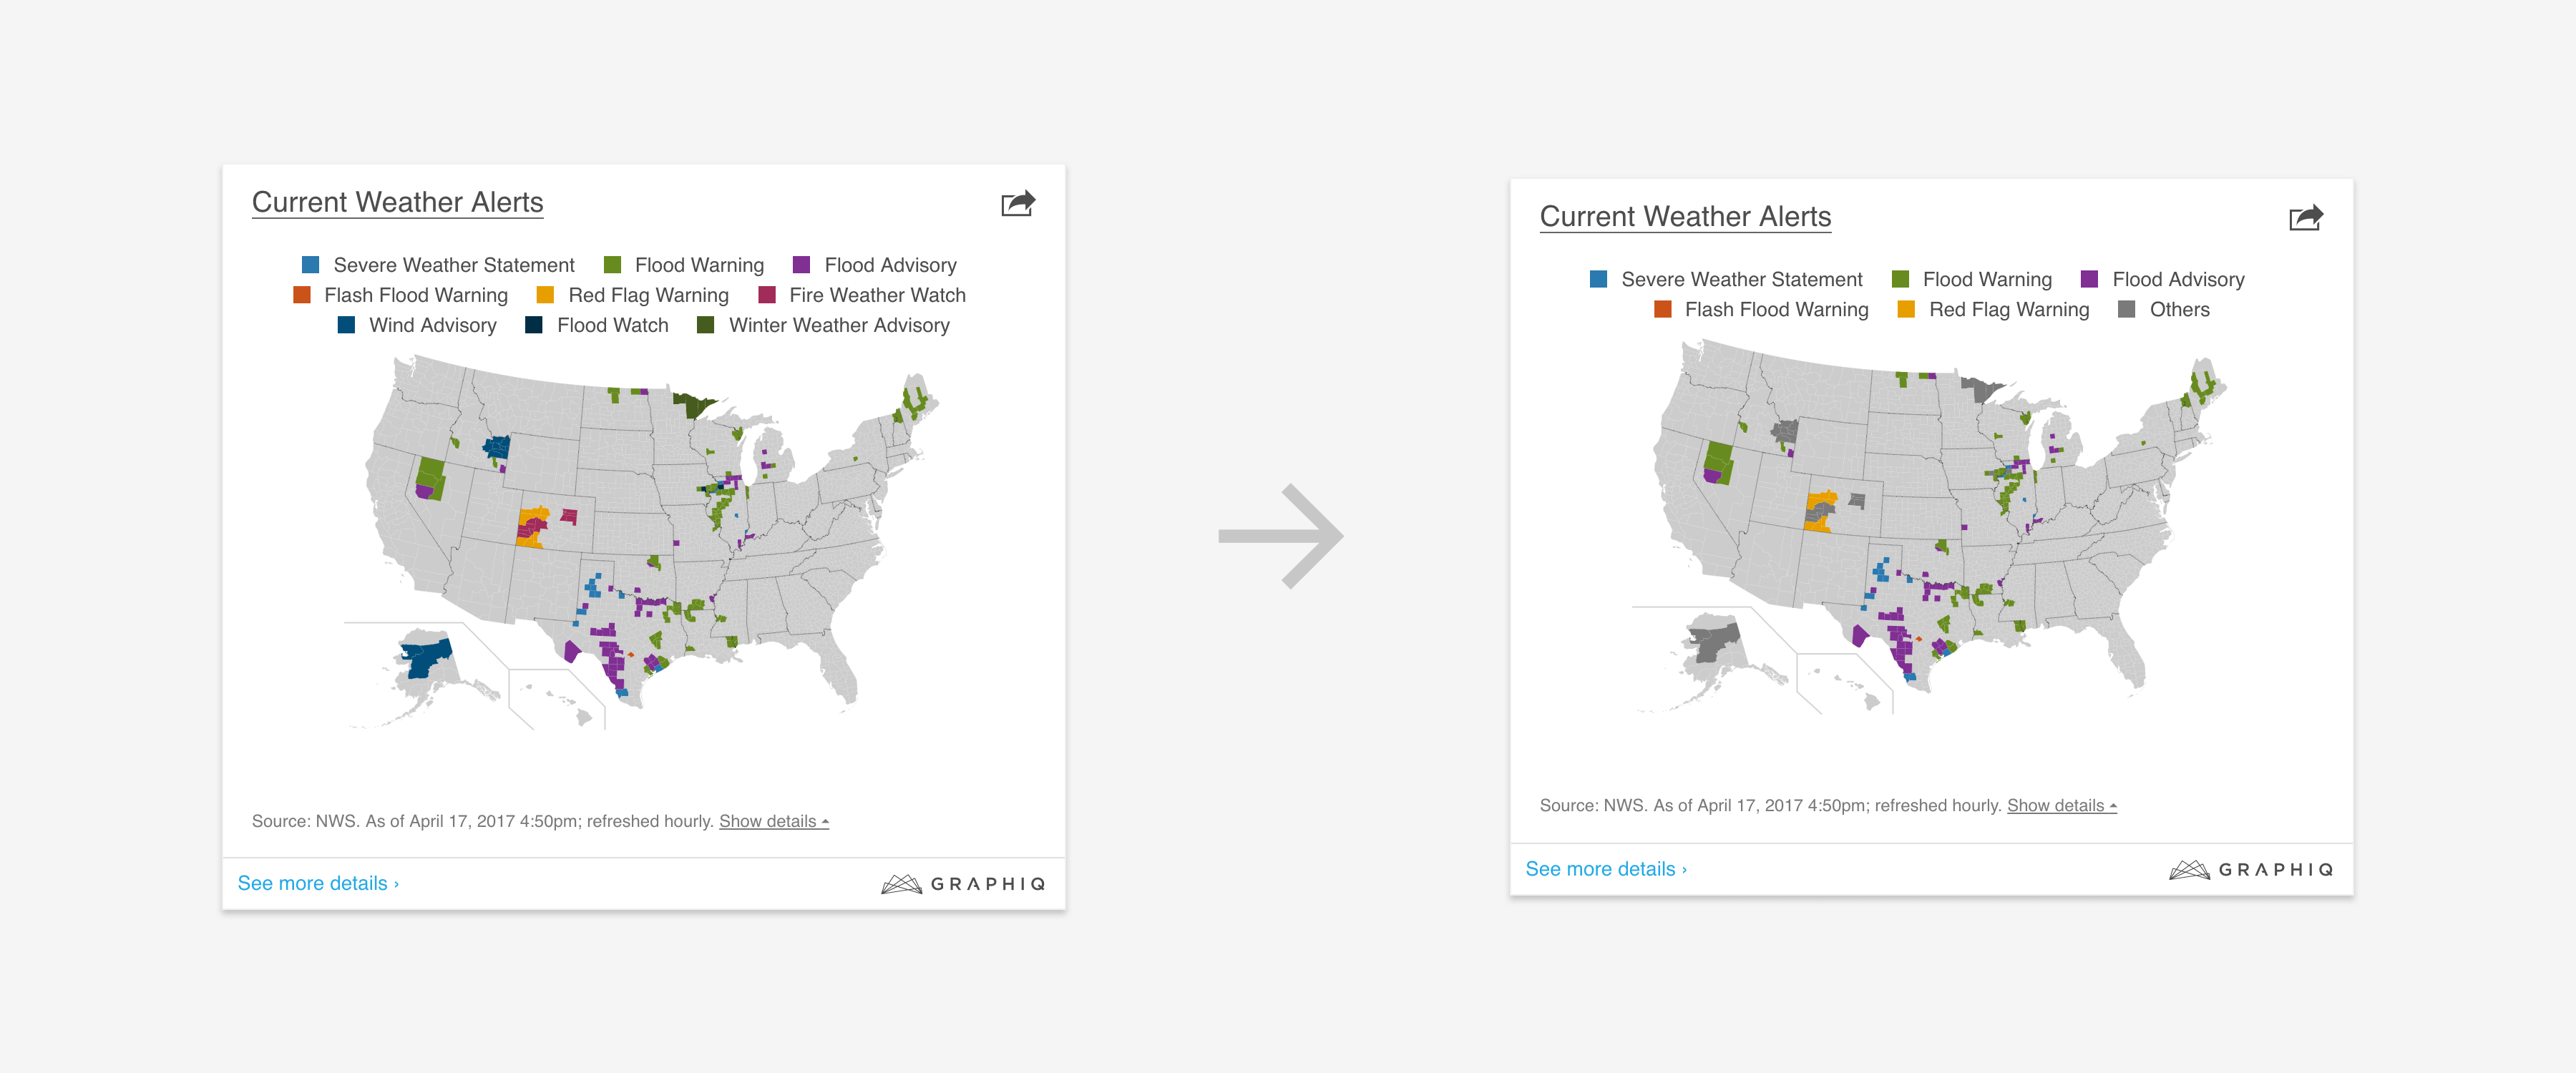 Current Weather Alerts
Severe Weather Statement Flood Warning Flood Advisory
Flash Flood Warning Red Flag Warning Fire Weather Watch
Wind Advisory Flood Watch Winter Weather Advisory
Source: NWS. As of April 17, 2017 4:50pm; refreshed hourly. Show details
See more details ›
GRAPHIQ
Current Weather Alerts
Severe Weather Statement Flood Warning Flood Advisory
Flash Flood Warning Red Flag Warning Others
Source: NWS. As of April 17, 2017 4:50pm; refreshed hourly. Show details
See more details ›
GRAPHIQ